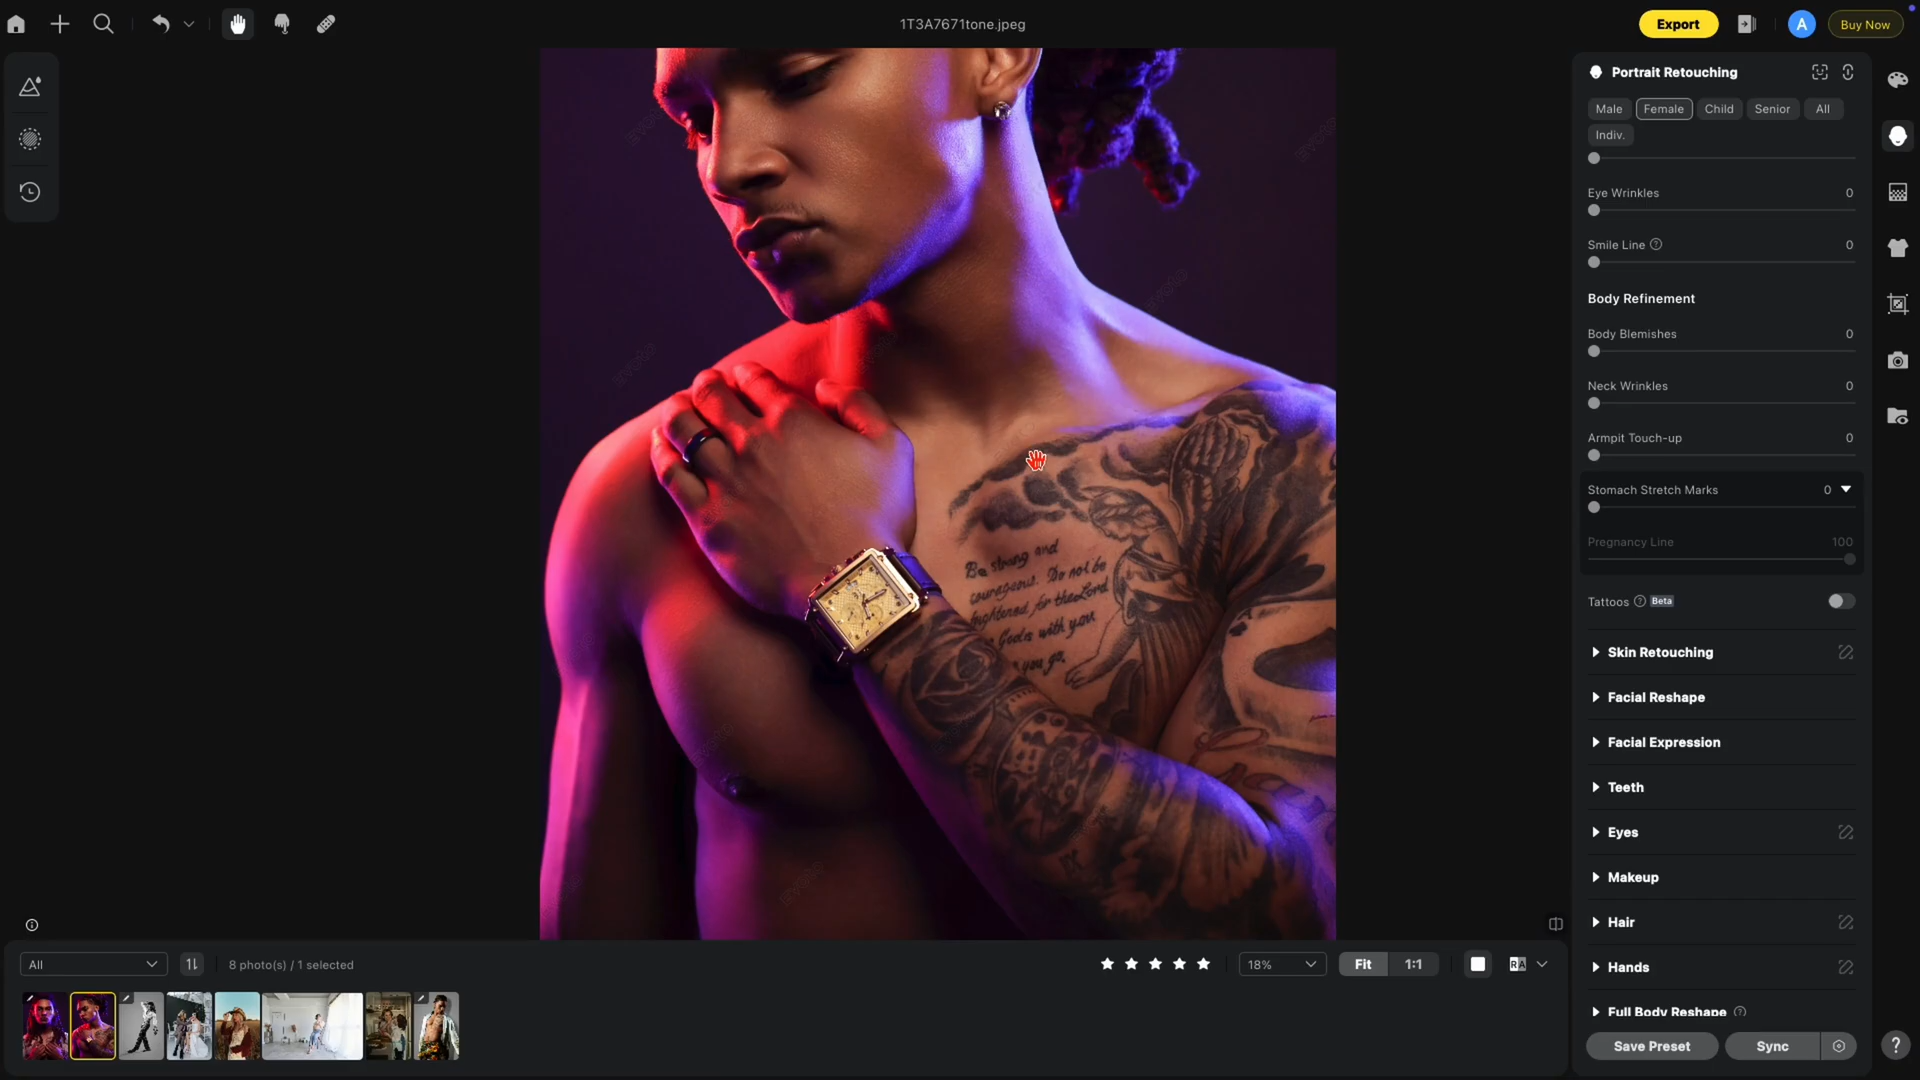 1T3A7671tone.jpeg
Export
A
Buy Now
Portrait Retouching
Male
Female
Child
Senior
All
Indiv.
Eye Wrinkles 0
Smile Line ? 0
Body Refinement
Body Blemishes 0
Neck Wrinkles 0
Armpit Touch-up 0
Stomach Stretch Marks 0
Pregnancy Line 100
Tattoos ? Beta
Skin Retouching
Facial Reshape
Facial Expression
Teeth
Eyes
Makeup
Hair
Hands
Full Body Reshape ?
Save Preset
Sync
?
evoto
Be strong and
courageous. Do not be
frightened, for the Lord
God is with you
you go.
All
8 photo(s) / 1 selected
18%
Fit
1:1